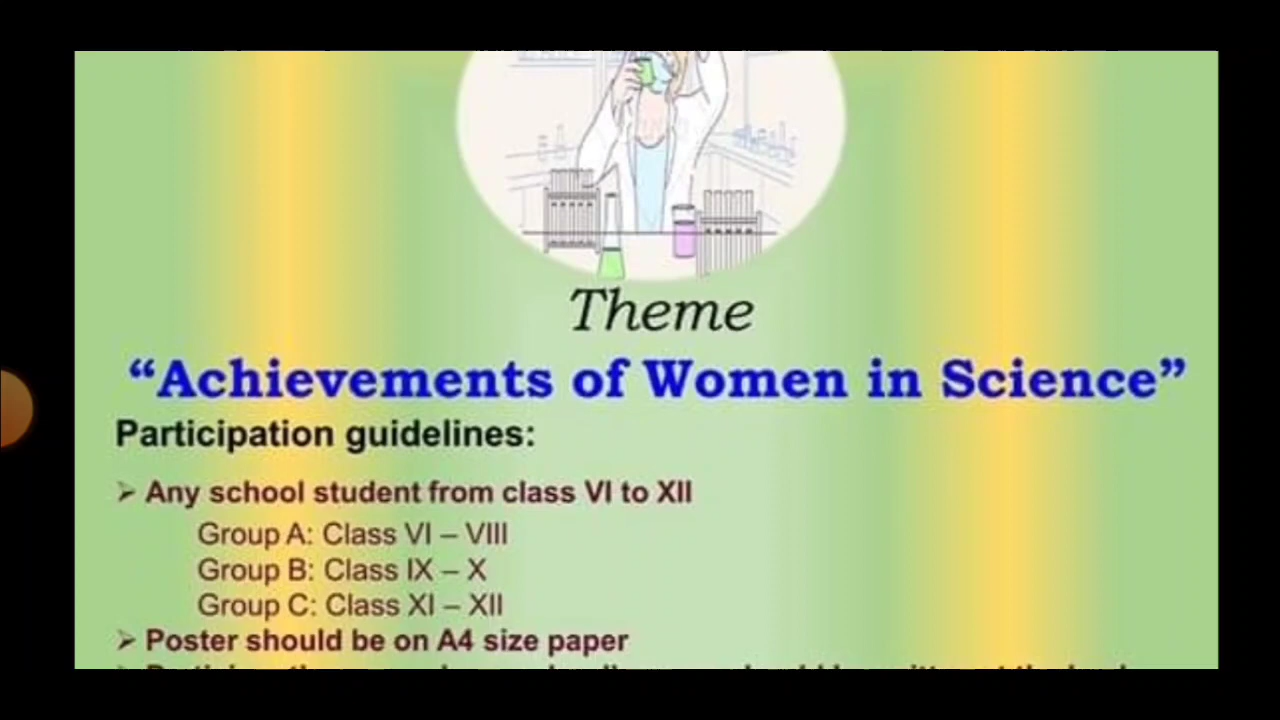 Theme
“Achievements of Women in Science”
Participation guidelines:
➢ Any school student from class VI to XII
Group A: Class VI – VIII
Group B: Class IX – X
Group C: Class XI – XII
➢ Poster should be on A4 size paper